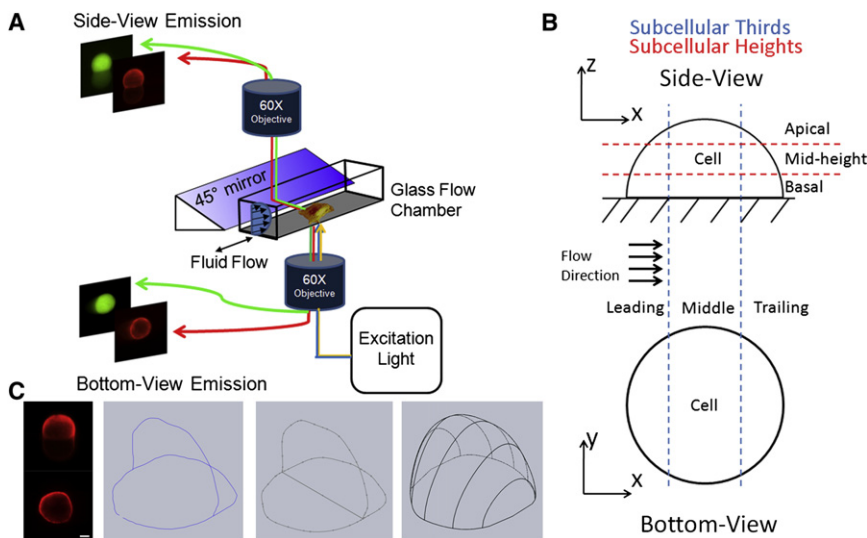 A
Side-View Emission
60X
Objective
45° mirror
Glass Flow
Chamber
Fluid Flow
60X
Objective
Excitation
Light
Bottom-View Emission
B
Subcellular Thirds
Subcellular Heights
Side-View
z
x
Apical
Cell
Mid-height
Basal
Flow
Direction
Leading
Middle
Trailing
Cell
y
x
Bottom-View
C